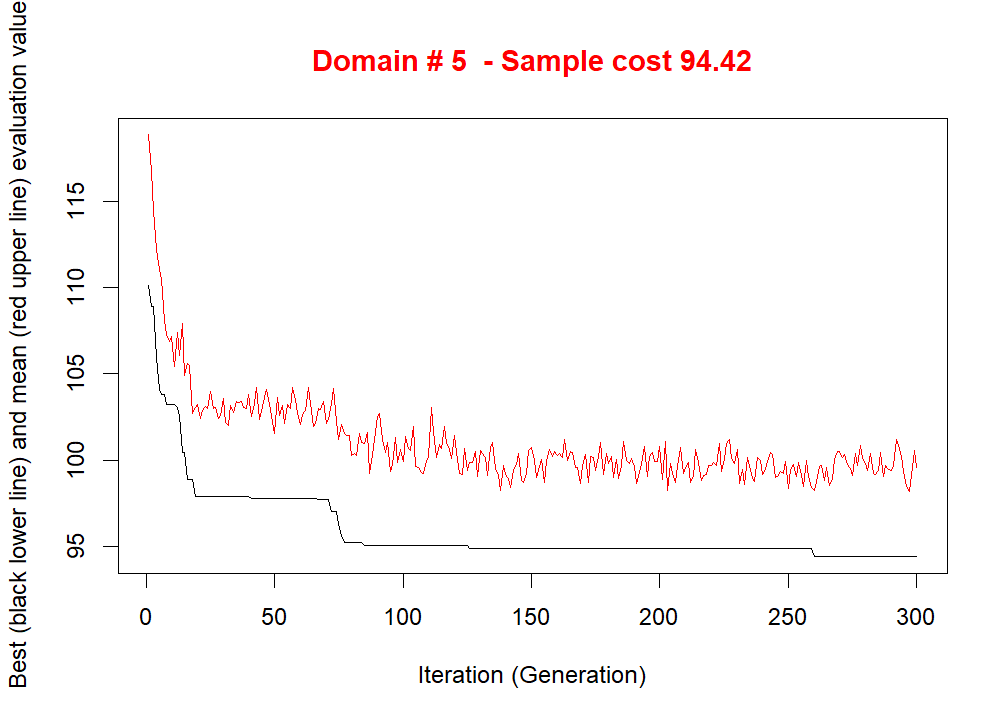 Domain # 5  - Sample cost 94.42
Best (black lower line) and mean (red upper line) evaluation value
115
110
105
100
95
0 50 100 150 200 250 300
Iteration (Generation)